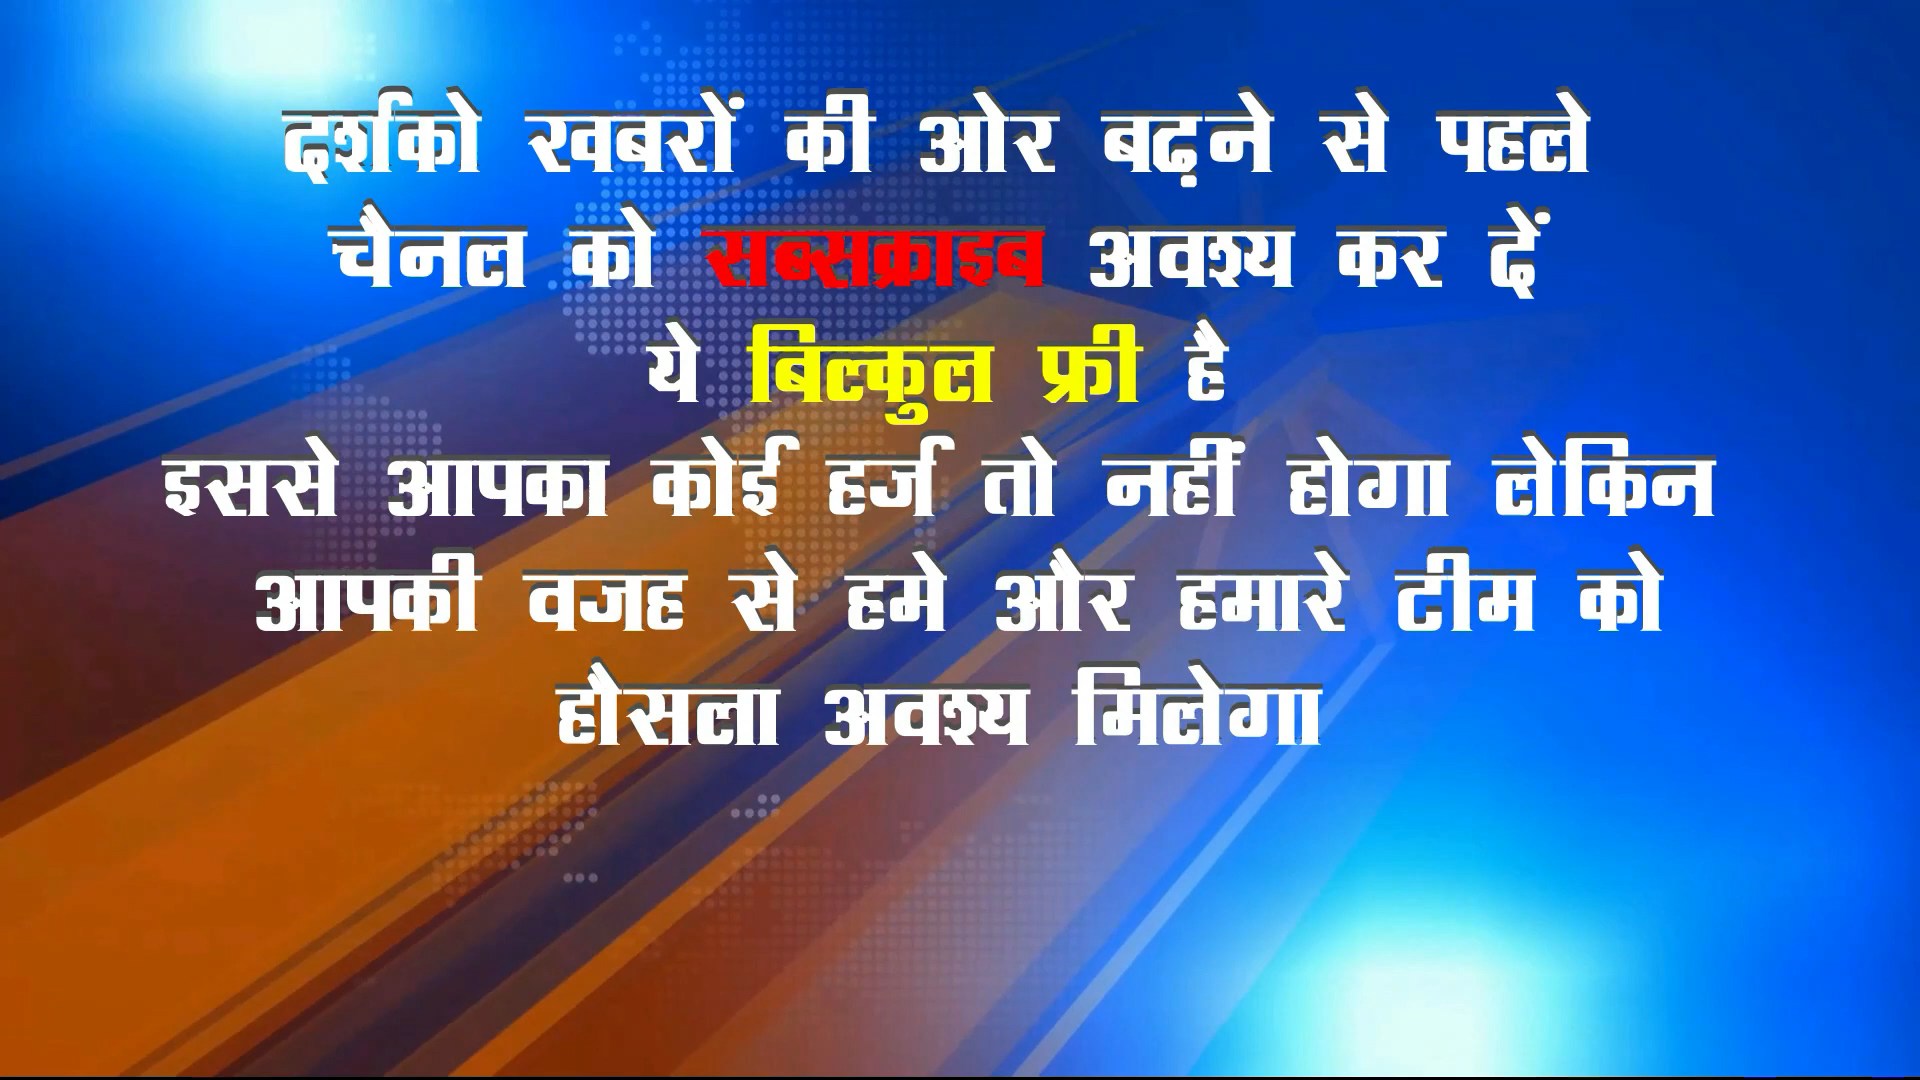 दर्शको खबरों की ओर बढ़ने से पहले
चैनल को सब्सक्राइब अवश्य कर दें
ये बिल्कुल फ्री है
इससे आपका कोई हर्ज तो नहीं होगा लेकिन
आपकी वजह से हमे और हमारे टीम को
हौसला अवश्य मिलेगा